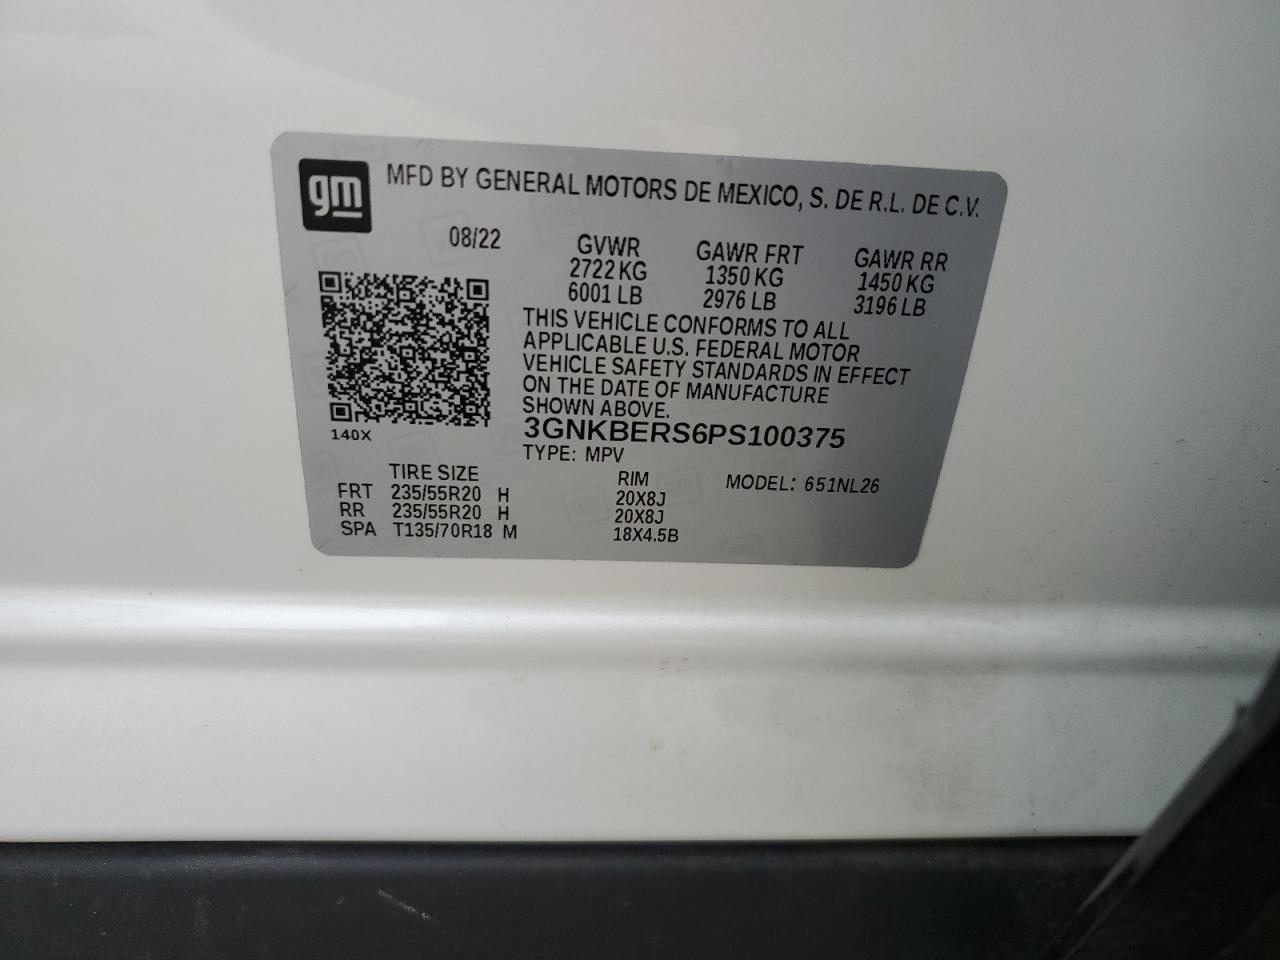 gm MFD BY GENERAL MOTORS DE MEXICO, S. DE R.L. DE C.V.
08/22 GVWR GAWR FRT GAWR RR
2722 KG 1350 KG 1450 KG
6001 LB 2976 LB 3196 LB
THIS VEHICLE CONFORMS TO ALL
APPLICABLE U.S. FEDERAL MOTOR
VEHICLE SAFETY STANDARDS IN EFFECT
ON THE DATE OF MANUFACTURE
SHOWN ABOVE.
140X 3GNKBERS6PS100375
TYPE: MPV
TIRE SIZE RIM MODEL: 651NL26
FRT 235/55R20 H 20X8J
RR 235/55R20 H 20X8J
SPA T135/70R18 M 18X4.5B